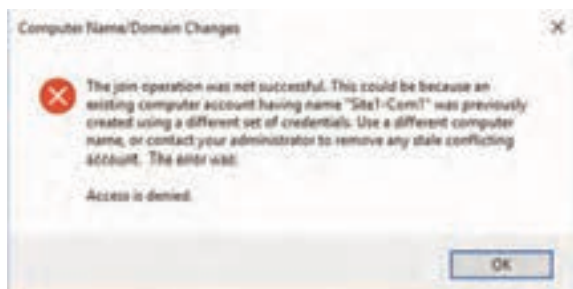 Computer Name/Domain Changes
The join operation was not successful. This could be because an
existing computer account having name "Site1-Com1" was previously
created using a different set of credentials. Use a different computer
name, or contact your administrator to remove any stale conflicting
account. The error was:
Access is denied.
OK